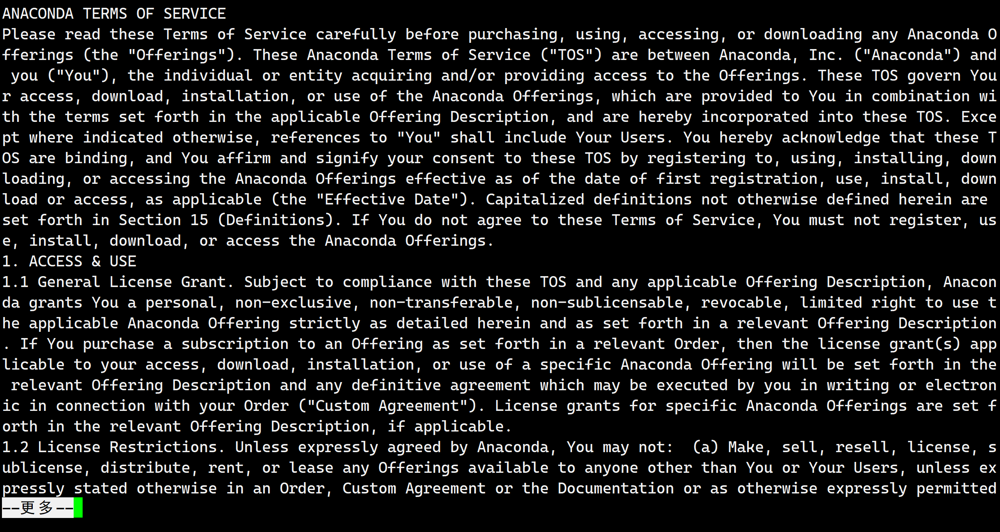 ANACONDA TERMS OF SERVICE
Please read these Terms of Service carefully before purchasing, using, accessing, or downloading any Anaconda O
fferings (the "Offerings"). These Anaconda Terms of Service ("TOS") are between Anaconda, Inc. ("Anaconda") and
 you ("You"), the individual or entity acquiring and/or providing access to the Offerings. These TOS govern You
r access, download, installation, or use of the Anaconda Offerings, which are provided to You in combination wi
th the terms set forth in the applicable Offering Description, and are hereby incorporated into these TOS. Exce
pt where indicated otherwise, references to "You" shall include Your Users. You hereby acknowledge that these T
OS are binding, and You affirm and signify your consent to these TOS by registering to, using, installing, down
loading, or accessing the Anaconda Offerings effective as of the date of first registration, use, install, down
load or access, as applicable (the "Effective Date"). Capitalized definitions not otherwise defined herein are
set forth in Section 15 (Definitions). If You do not agree to these Terms of Service, You must not register, us
e, install, download, or access the Anaconda Offerings.
1. ACCESS & USE
1.1 General License Grant. Subject to compliance with these TOS and any applicable Offering Description, Anacon
da grants You a personal, non-exclusive, non-transferable, non-sublicensable, revocable, limited right to use t
he applicable Anaconda Offering strictly as detailed herein and as set forth in a relevant Offering Description
. If You purchase a subscription to an Offering as set forth in a relevant Order, then the license grant(s) app
licable to your access, download, installation, or use of a specific Anaconda Offering will be set forth in the
 relevant Offering Description and any definitive agreement which may be executed by you in writing or electron
ic in connection with your Order ("Custom Agreement"). License grants for specific Anaconda Offerings are set f
orth in the relevant Offering Description, if applicable.
1.2 License Restrictions. Unless expressly agreed by Anaconda, You may not:  (a) Make, sell, resell, license, s
ublicense, distribute, rent, or lease any Offerings available to anyone other than You or Your Users, unless ex
pressly stated otherwise in an Order, Custom Agreement or the Documentation or as otherwise expressly permitted
--更多--